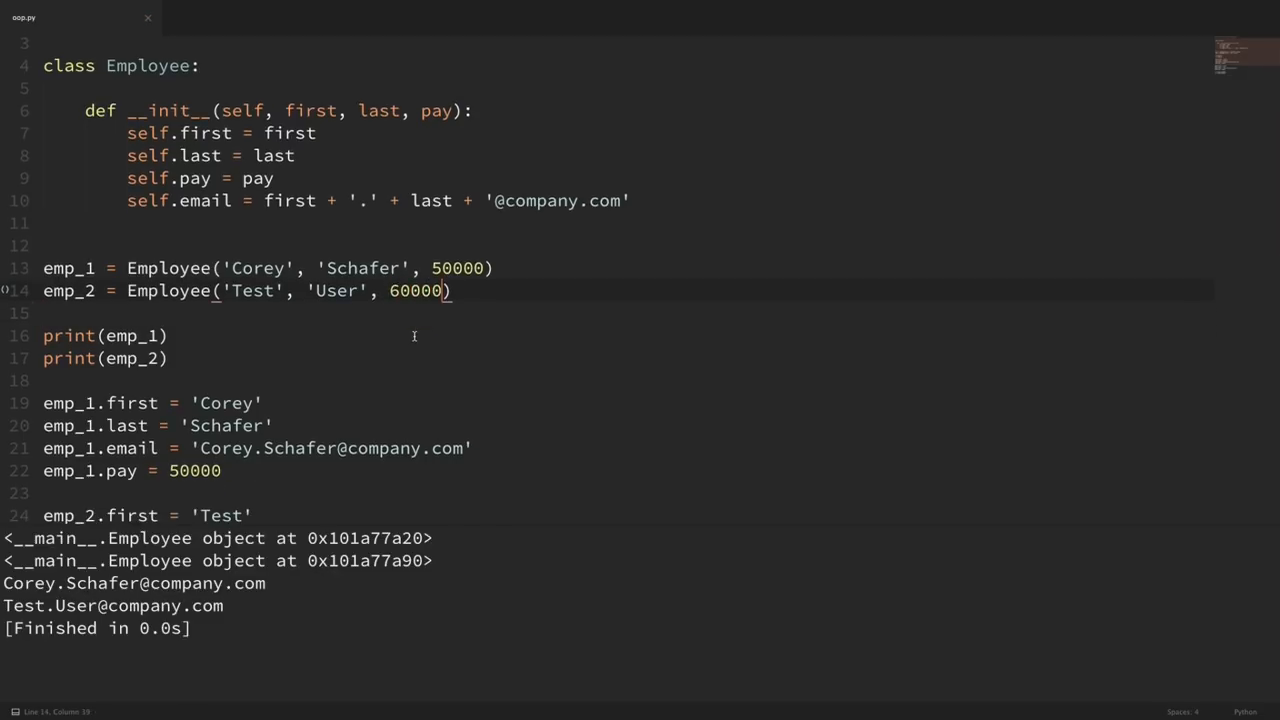 oop.py ×
3
4 class Employee:
5
6     def __init__(self, first, last, pay):
7         self.first = first
8         self.last = last
9         self.pay = pay
10         self.email = first + '.' + last + '@company.com'
11
12
13 emp_1 = Employee('Corey', 'Schafer', 50000)
()14 emp_2 = Employee('Test', 'User', 60000)
15
16 print(emp_1)
17 print(emp_2)
18
19 emp_1.first = 'Corey'
20 emp_1.last = 'Schafer'
21 emp_1.email = 'Corey.Schafer@company.com'
22 emp_1.pay = 50000
23
24 emp_2.first = 'Test'
<__main__.Employee object at 0x101a77a20>
<__main__.Employee object at 0x101a77a90>
Corey.Schafer@company.com
Test.User@company.com
[Finished in 0.0s]
Line 14, Column 39 Spaces: 4 Python